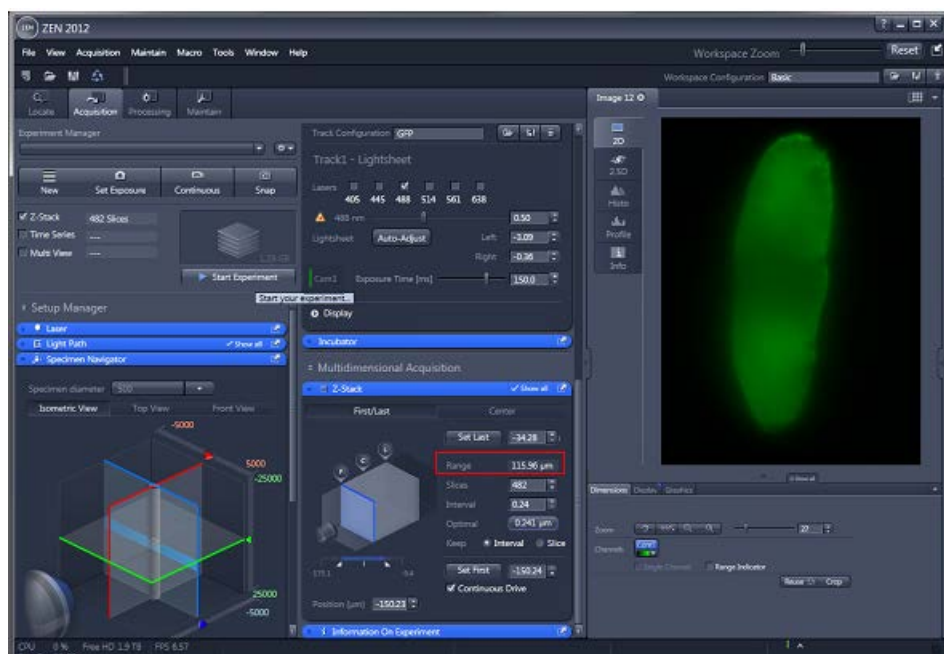 ZEN 2012
File View Acquisition Maintain Macro Tools Window Help
Workspace Zoom Reset
Workspace Configuration Basic
Locate Acquisition Processing Maintain
Experiment Manager
New Set Exposure Continuous Snap
Z-Stack 482 Slices
Time Series ---
Multi View ---
Start Experiment
Start your experiment...
Setup Manager
Laser
Light Path Show all
Specimen Navigator
Specimen diameter 500
Isometric View Top View Front View
-5000
5000
-25000
25000
-5000
Track Configuration GFP
Track1 - Lightsheet
Lasers
405 445 488 514 561 638
488 nm 0.50
Lightsheet Auto-Adjust Left -3.09
Right -0.36
Cam1 Exposure Time [ms] 150.0
Display
Incubator
Multidimensional Acquisition
Z-Stack Show all
First/Last Center
F C L
Set Last -34.28
Range 115.96 µm
Slices 482
Interval 0.24
Optimal 0.241 µm
Keep Interval Slice
Set First -150.24
Continuous Drive
Position [µm] -150.23
Information On Experiment
Image 12
2D
2.5D
Histo
Profile
Info
Dimensions Display Graphics
Zoom 27
Channels
Single Channel Range Indicator
Reuse Crop
CPU 0 % Free HD 1.9 TB FPS 6.57